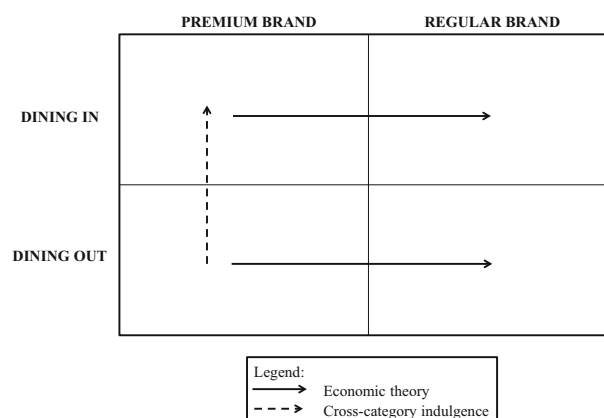 PREMIUM BRAND REGULAR BRAND
DINING IN
DINING OUT
Legend:
Economic theory
Cross-category indulgence